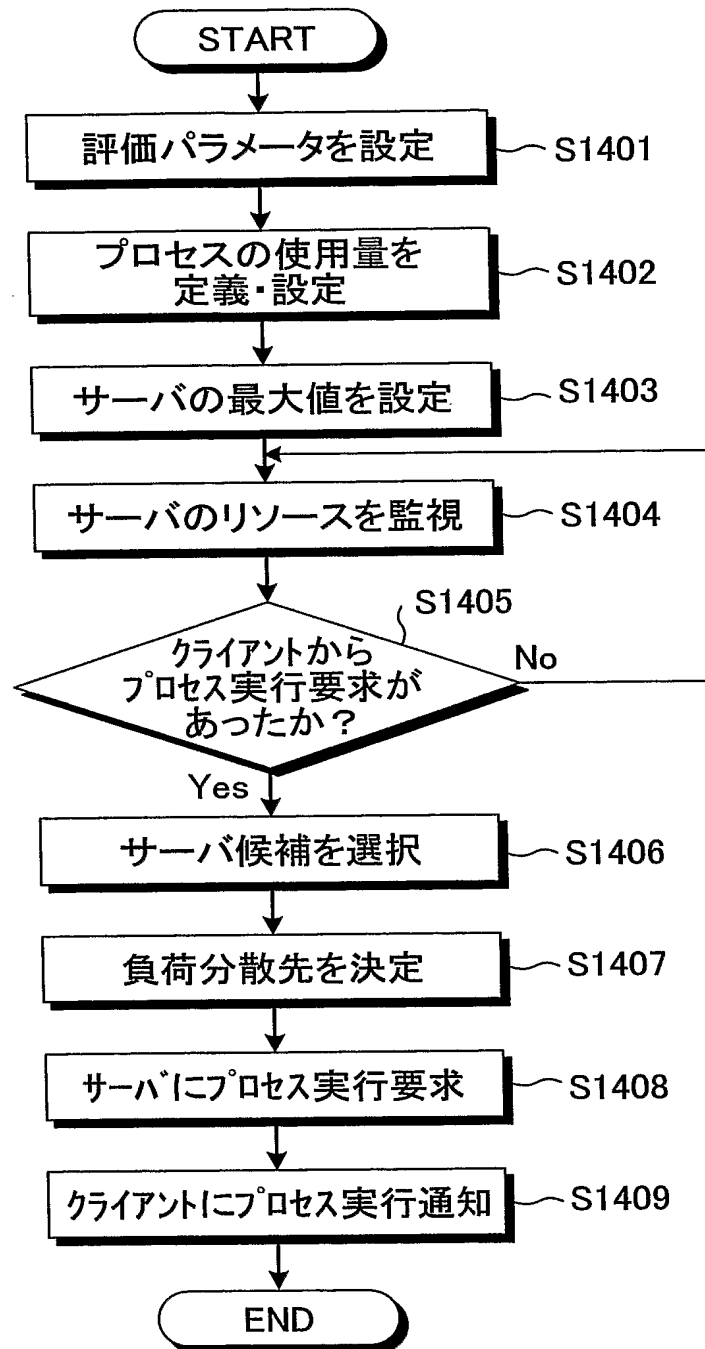 START
評価パラメータを設定
S1401
プロセスの使用量を
定義・設定
S1402
サーバの最大値を設定
S1403
サーバのリソースを監視
S1404
S1405
クライアントから
プロセス実行要求が
あったか？
No
Yes
サーバ候補を選択
S1406
負荷分散先を決定
S1407
サーバにプロセス実行要求
S1408
クライアントにプロセス実行通知
S1409
END